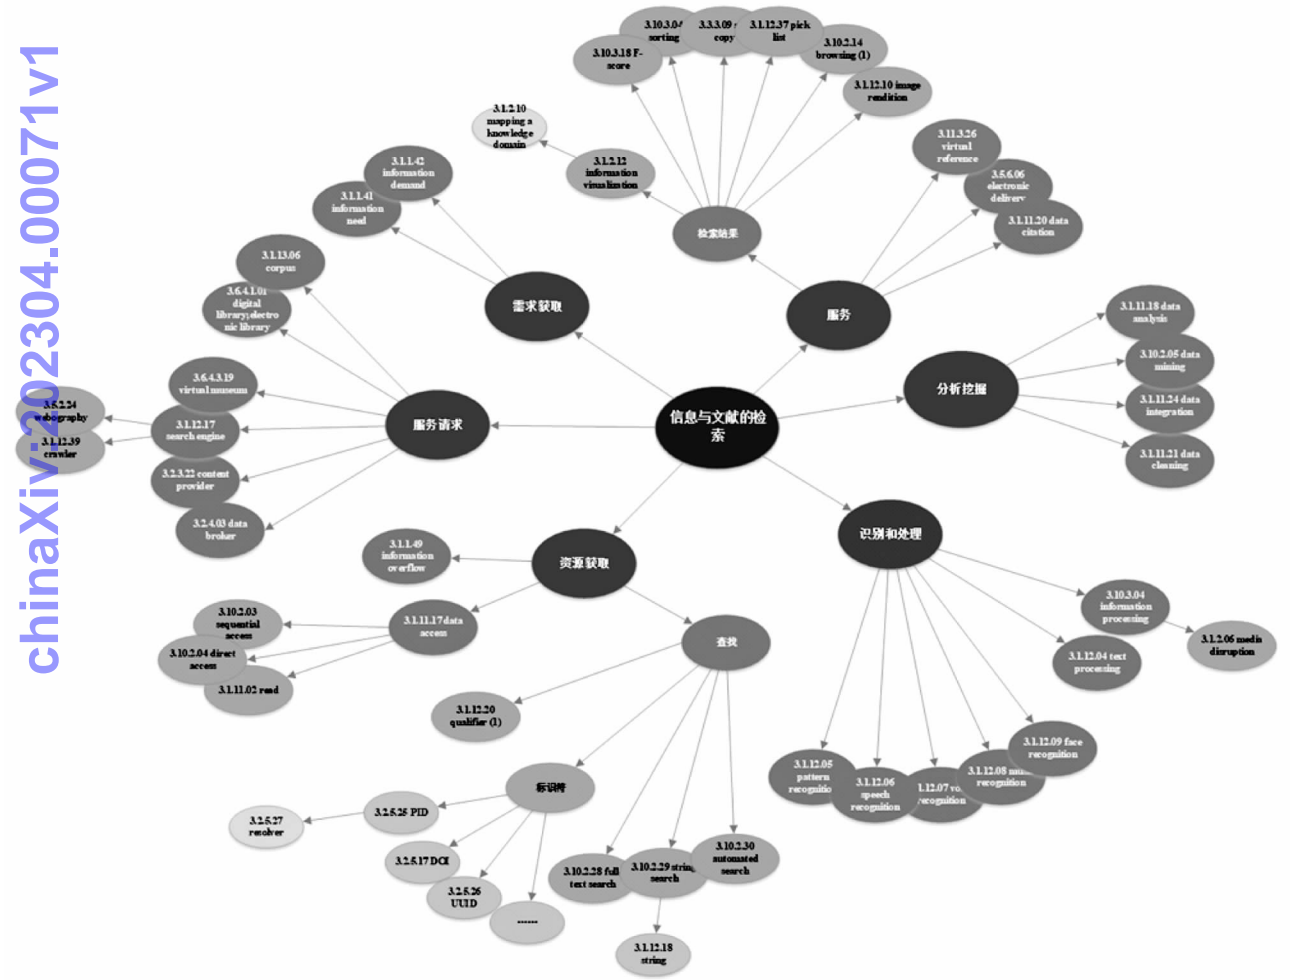 chinaXiv:202304.00071v1
3.10.3.04
sorting
3.3.3.09
copy
3.1.12.37 pick
list
3.10.2.14
browsing (1)
3.10.3.18 F-
score
3.1.12.10 image
rendition
3.1.2.10
mapping a
knowledge
domain
3.1.2.12
information
visualization
检索结果
3.11.3.26
virtual
reference
3.5.6.06
electronic
delivery
3.1.11.20 data
citation
3.1.1.42
information
demand
3.1.1.41
information
need
需求获取
服务
3.1.13.06
corpus
3.6.4.1.01
digital
library;electro
nic library
3.6.4.3.19
virtual museum
3.5.2.24
webography
3.1.12.17
search engine
3.1.12.39
crawler
3.2.3.22 content
provider
3.2.4.03 data
broker
服务请求
信息与文献的检
索
分析挖掘
3.1.11.18 data
analysis
3.10.2.05 data
mining
3.1.11.24 data
integration
3.1.11.21 data
cleaning
识别和处理
3.10.3.04
information
processing
3.1.2.06 media
disruption
3.1.12.04 text
processing
3.1.12.09 face
recognition
3.1.12.08
recognition
1.12.07
recognition
3.1.12.06
speech
recognition
3.1.12.05
pattern
recognitio
资源获取
3.1.1.49
information
overflow
3.1.11.17 data
access
3.10.2.03
sequential
access
3.10.2.04 direct
access
3.1.11.02 read
查找
3.1.12.20
qualifier (1)
标识符
3.2.5.25 PID
3.2.5.27
resolver
3.2.5.17 DOI
3.2.5.26
UUID
......
3.10.2.28 full
text search
3.10.2.29 string
search
3.10.2.30
automated
search
3.1.12.18
string